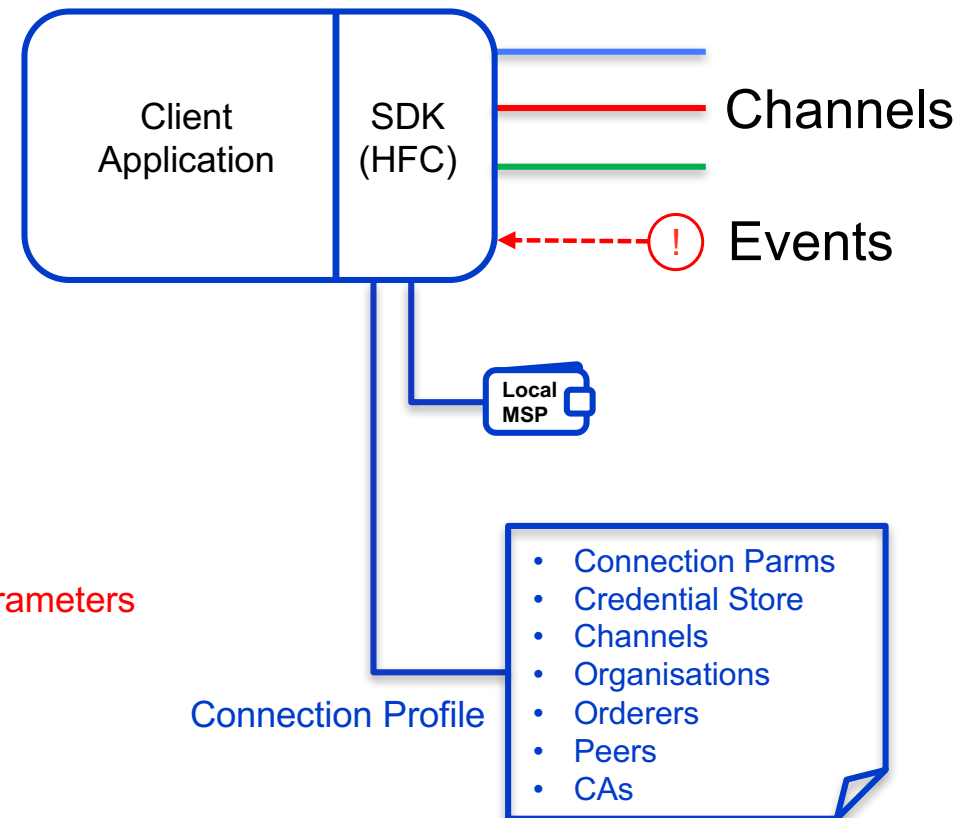 Client
Application
SDK
(HFC)
Channels
!
Events
Local
MSP
rameters
Connection Profile
• Connection Parms
• Credential Store
• Channels
• Organisations
• Orderers
• Peers
• CAs